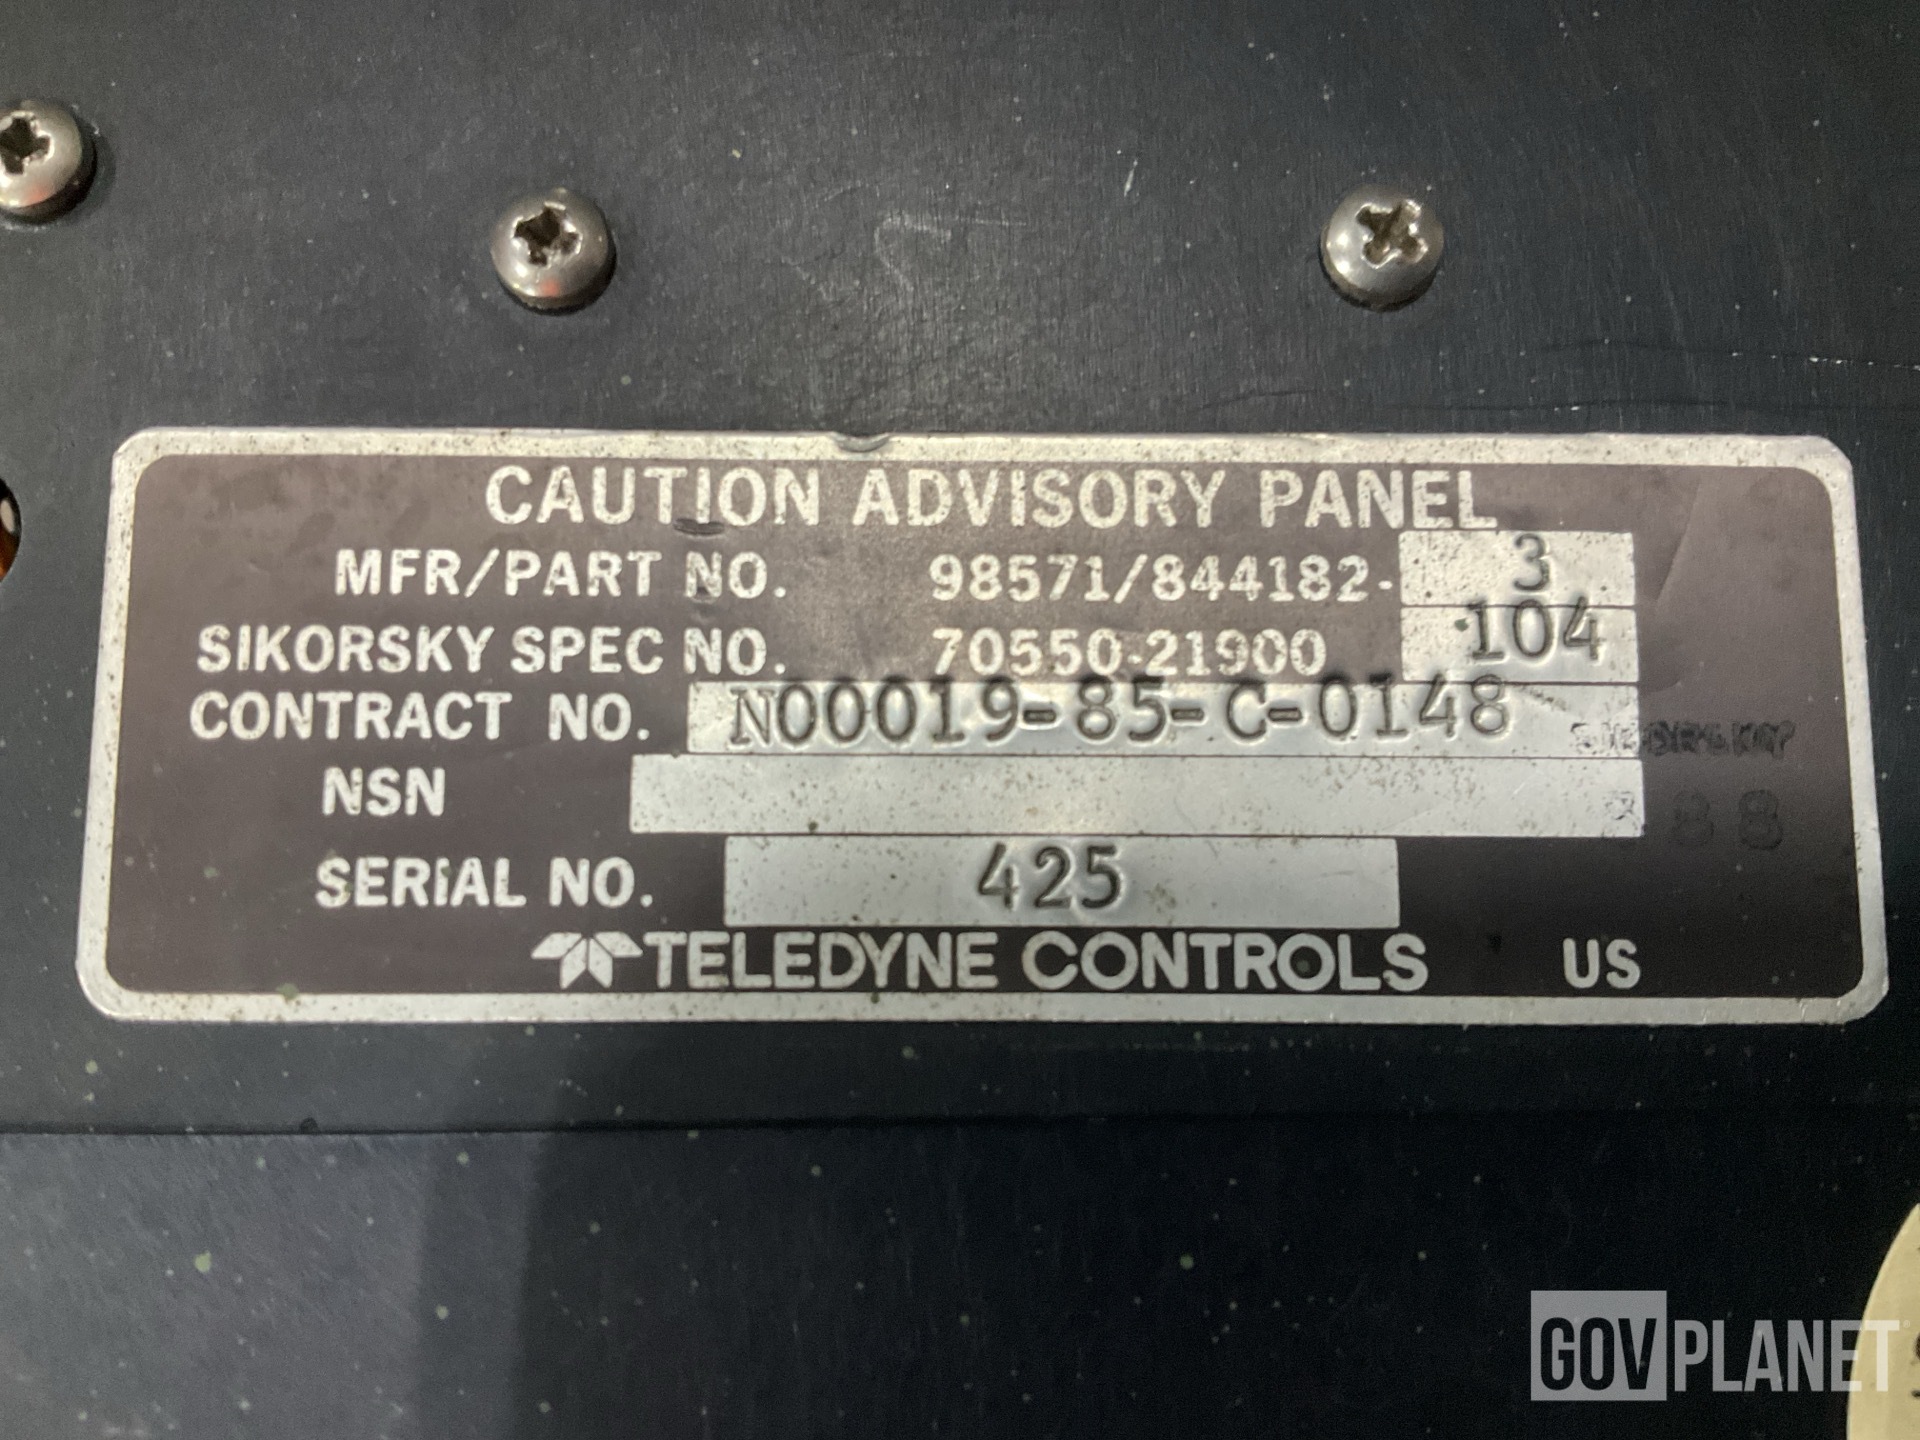 CAUTION ADVISORY PANEL
MFR/PART NO. 98571/844182-3
SIKORSKY SPEC NO. 70550-21900 104
CONTRACT NO. N00019-85-C-0148
NSN
88
SERIAL NO. 425
TELEDYNE CONTROLS US
GOVPLANET